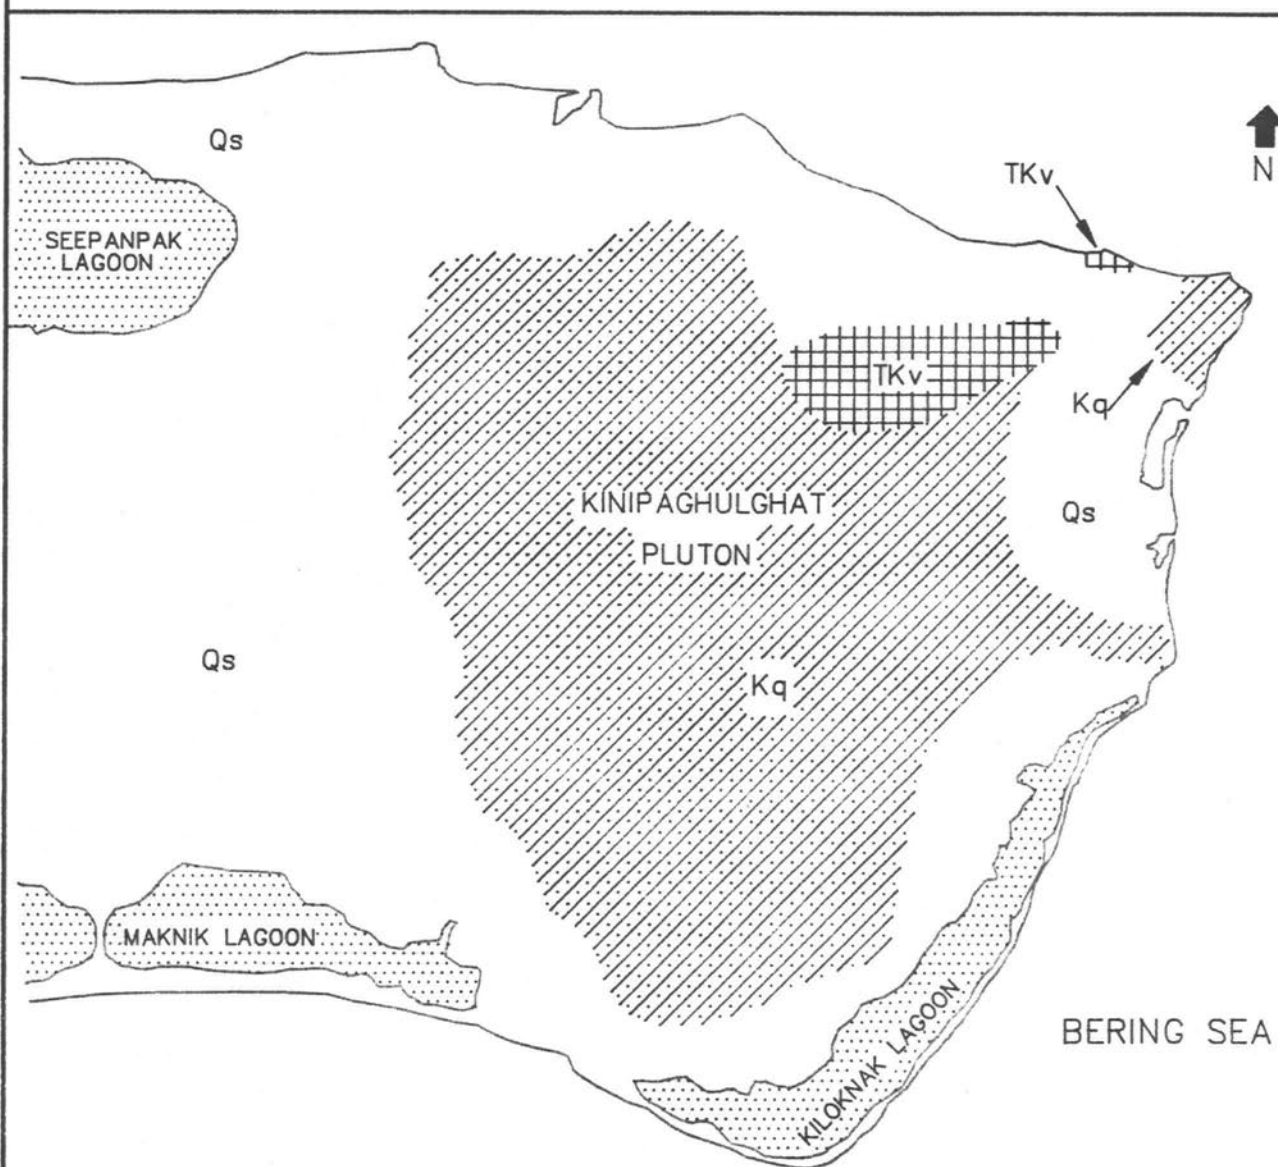 Qs
N
TKv
SEEPANPAK
LAGOON
TKv
Kq
KINIPAGHULGHAT
PLUTON
Qs
Qs
Kq
MAKNIK LAGOON
KILOKNAK LAGOON
BERING SEA